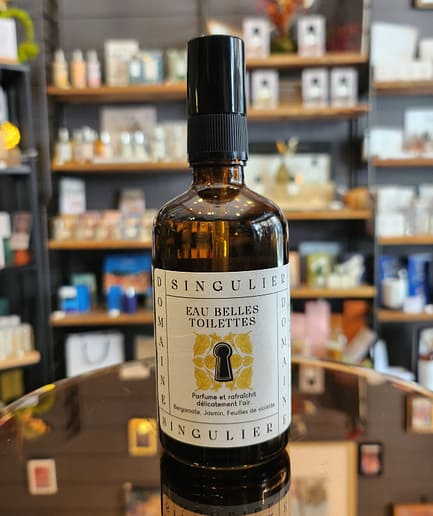 SINGULIER
DOMAINE
EAU BELLES
TOILETTES
DOMAINE
Parfume et rafraîchit
délicatement l'air.
Bergamote, Jasmin, Feuilles de violette
SINGULIER